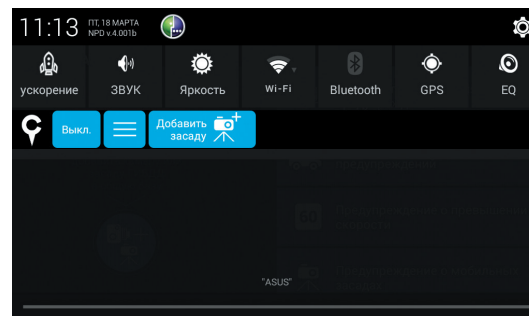 11:13
ПТ, 18 МАРТА
NPD v.4.001b
ускорение
ЗВУК
Яркость
Wi-Fi
Bluetooth
GPS
EQ
Выкл.
Добавить
засаду
60
"ASUS"